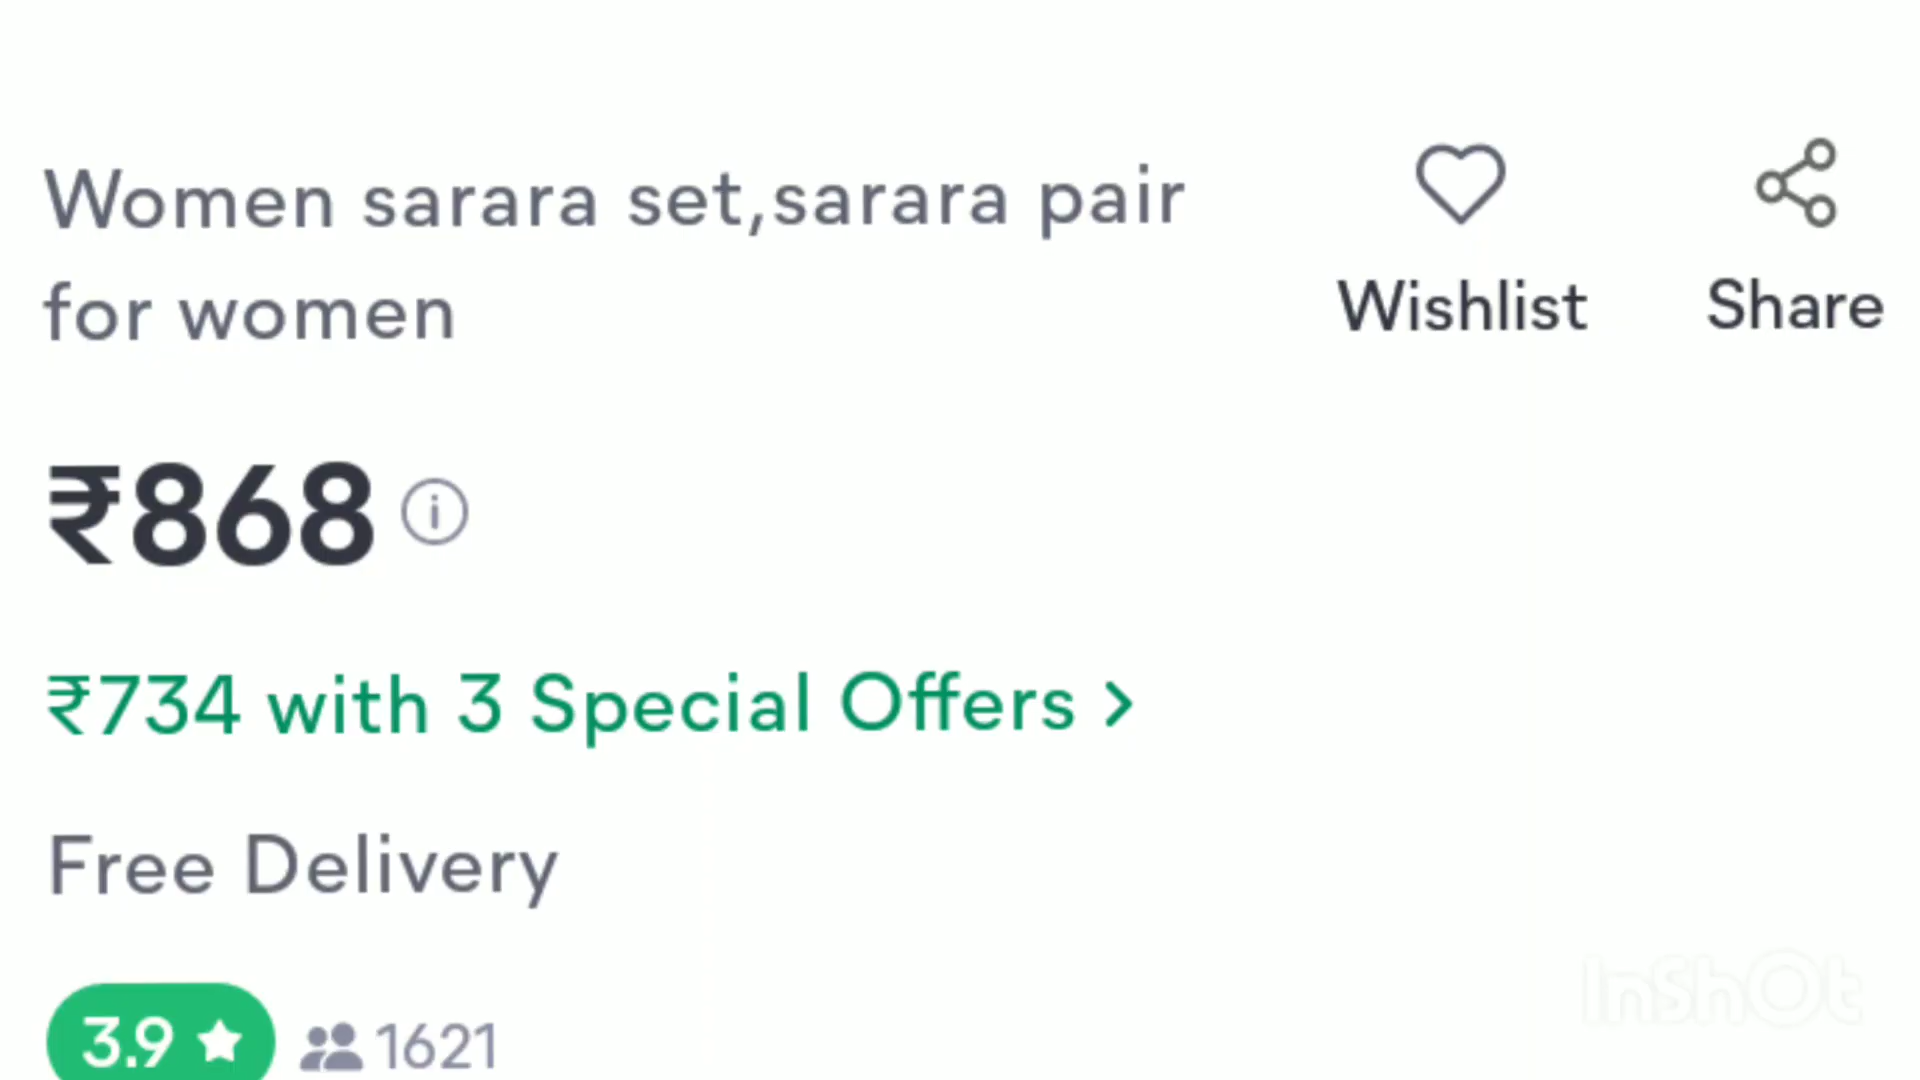 Women sarara set,sarara pair
for women
Wishlist
Share
₹868
₹734 with 3 Special Offers >
Free Delivery
3.9 ★ 1621
InShOt